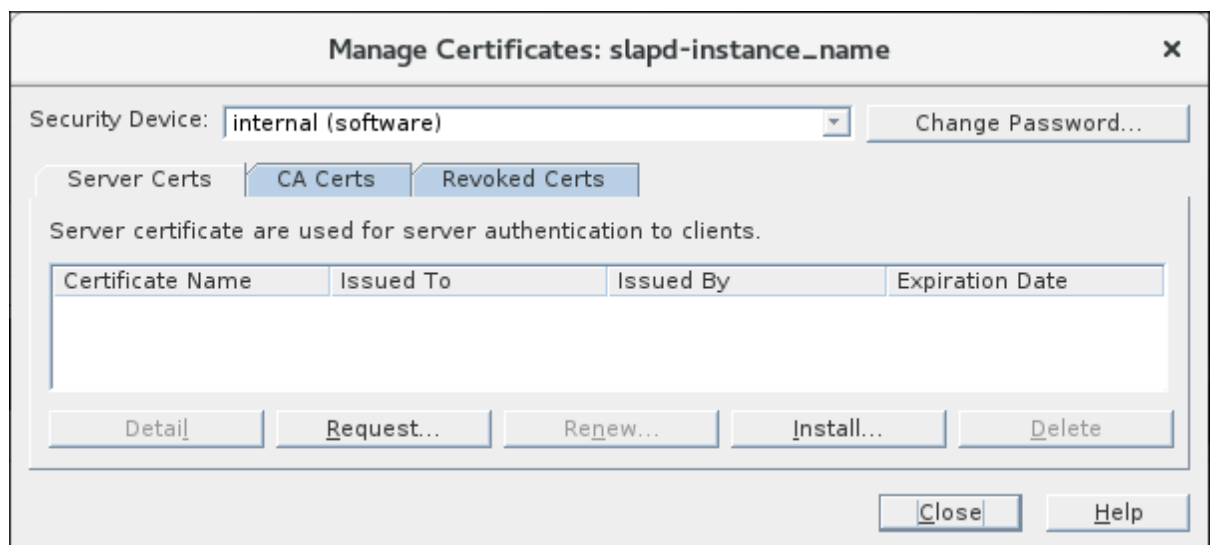 Manage Certificates: slapd-instance_name ×
Security Device: internal (software) Change Password...
Server Certs CA Certs Revoked Certs
Server certificate are used for server authentication to clients.
Certificate Name Issued To Issued By Expiration Date
Detail Request... Renew... Install... Delete
Close Help